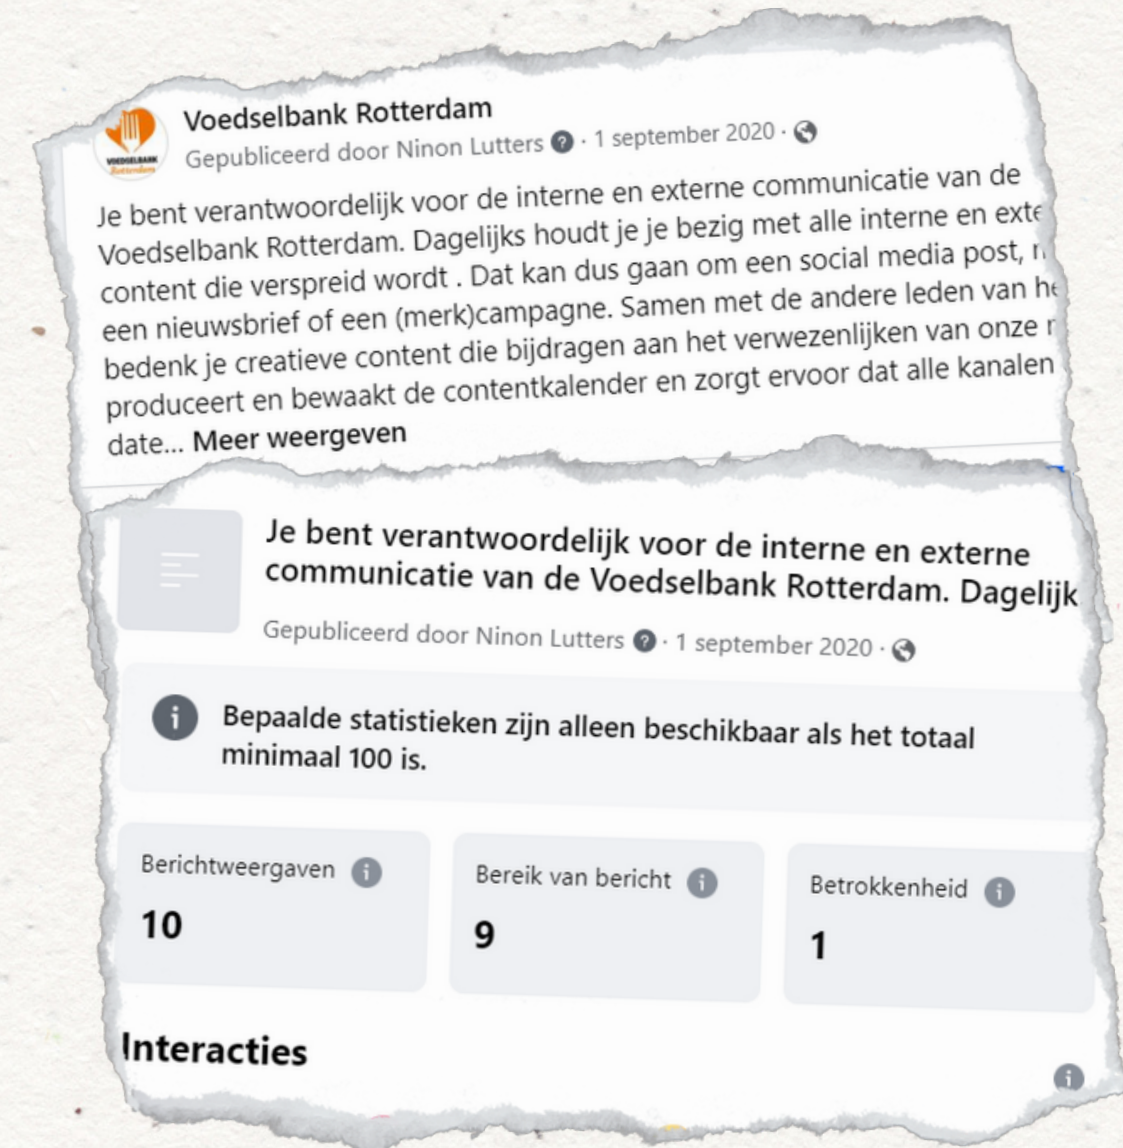 Voedselbank Rotterdam
Gepubliceerd door Ninon Lutters · 1 september 2020 ·
VOEDSELBANK
Rotterdam
Je bent verantwoordelijk voor de interne en externe communicatie van de
Voedselbank Rotterdam. Dagelijks houdt je je bezig met alle interne en exte
content die verspreid wordt . Dat kan dus gaan om een social media post,
een nieuwsbrief of een (merk)campagne. Samen met de andere leden van he
bedenk je creatieve content die bijdragen aan het verwezenlijken van onze
produceert en bewaakt de contentkalender en zorgt ervoor dat alle kanalen
date... Meer weergeven
Je bent verantwoordelijk voor de interne en externe
communicatie van de Voedselbank Rotterdam. Dagelijk
Gepubliceerd door Ninon Lutters · 1 september 2020 ·
Bepaalde statistieken zijn alleen beschikbaar als het totaal
minimaal 100 is.
Berichtweergaven
10
Bereik van bericht
9
Betrokkenheid
1
Interacties